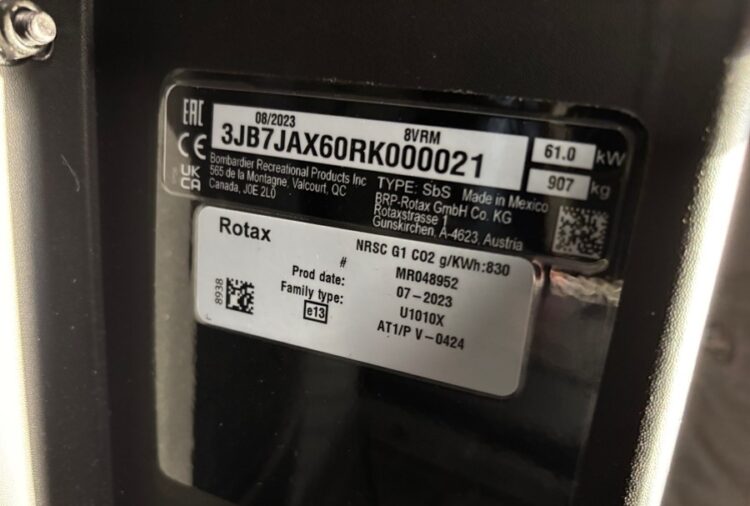 EAC
CE
UK
CA
08/2023
8VRM
3JB7JAX60RK000021
61.0 kW
907 kg
Bombardier Recreational Products Inc
565 de la Montagne, Valcourt, QC
Canada, J0E 2L0
TYPE: SbS Made in Mexico
BRP-Rotax GmbH Co. KG
Rotaxstrasse 1
Gunskirchen, A-4623, Austria
Rotax
NRSC G1 CO2 g/KWh:830
# MR048952
Prod date: 07-2023
Family type: U1010X
e13 AT1/P V-0424
8938